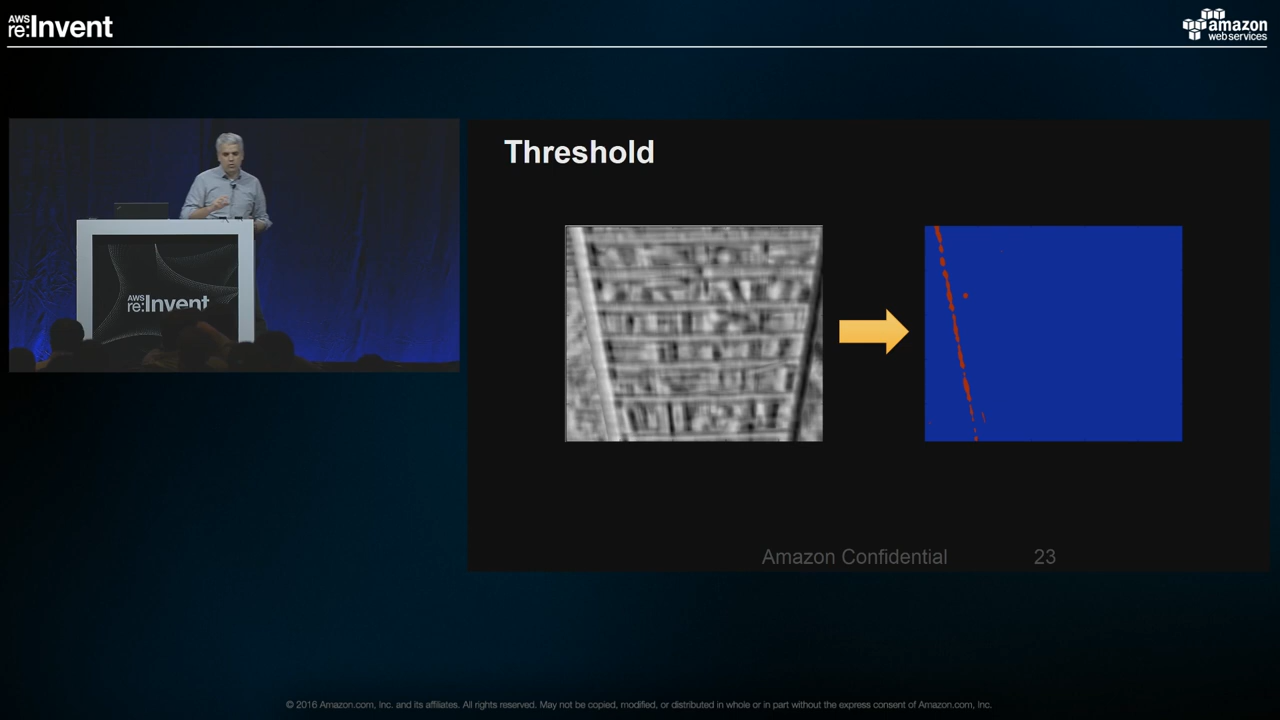 AWS
re:Invent
amazon
web services
Threshold
AWS
re:Invent
Amazon Confidential 23
© 2016 Amazon.com, Inc. and its affiliates. All rights reserved. May not be copied, modified, or distributed in whole or in part without the express consent of Amazon.com, Inc.